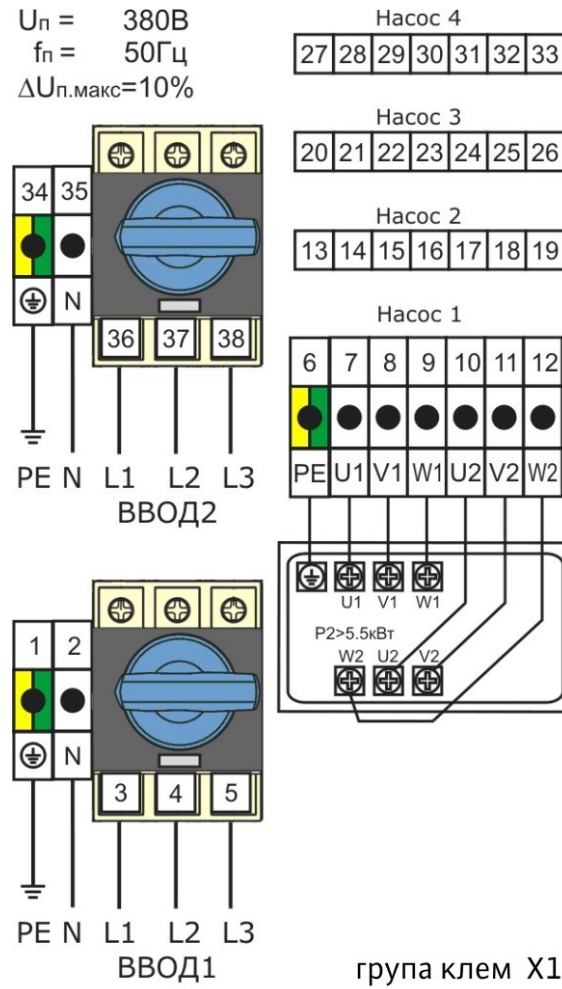 Uп = 380В
fп = 50Гц
ΔUп.макс=10%
34 35
N
36 37 38
PE N L1 L2 L3
ВВОД2
1 2
N
3 4 5
PE N L1 L2 L3
ВВОД1
Насос 4
27 28 29 30 31 32 33
Насос 3
20 21 22 23 24 25 26
Насос 2
13 14 15 16 17 18 19
Насос 1
6 7 8 9 10 11 12
PE U1 V1 W1 U2 V2 W2
U1 V1 W1
P2>5.5кВт
W2 U2 V2
група клем X1